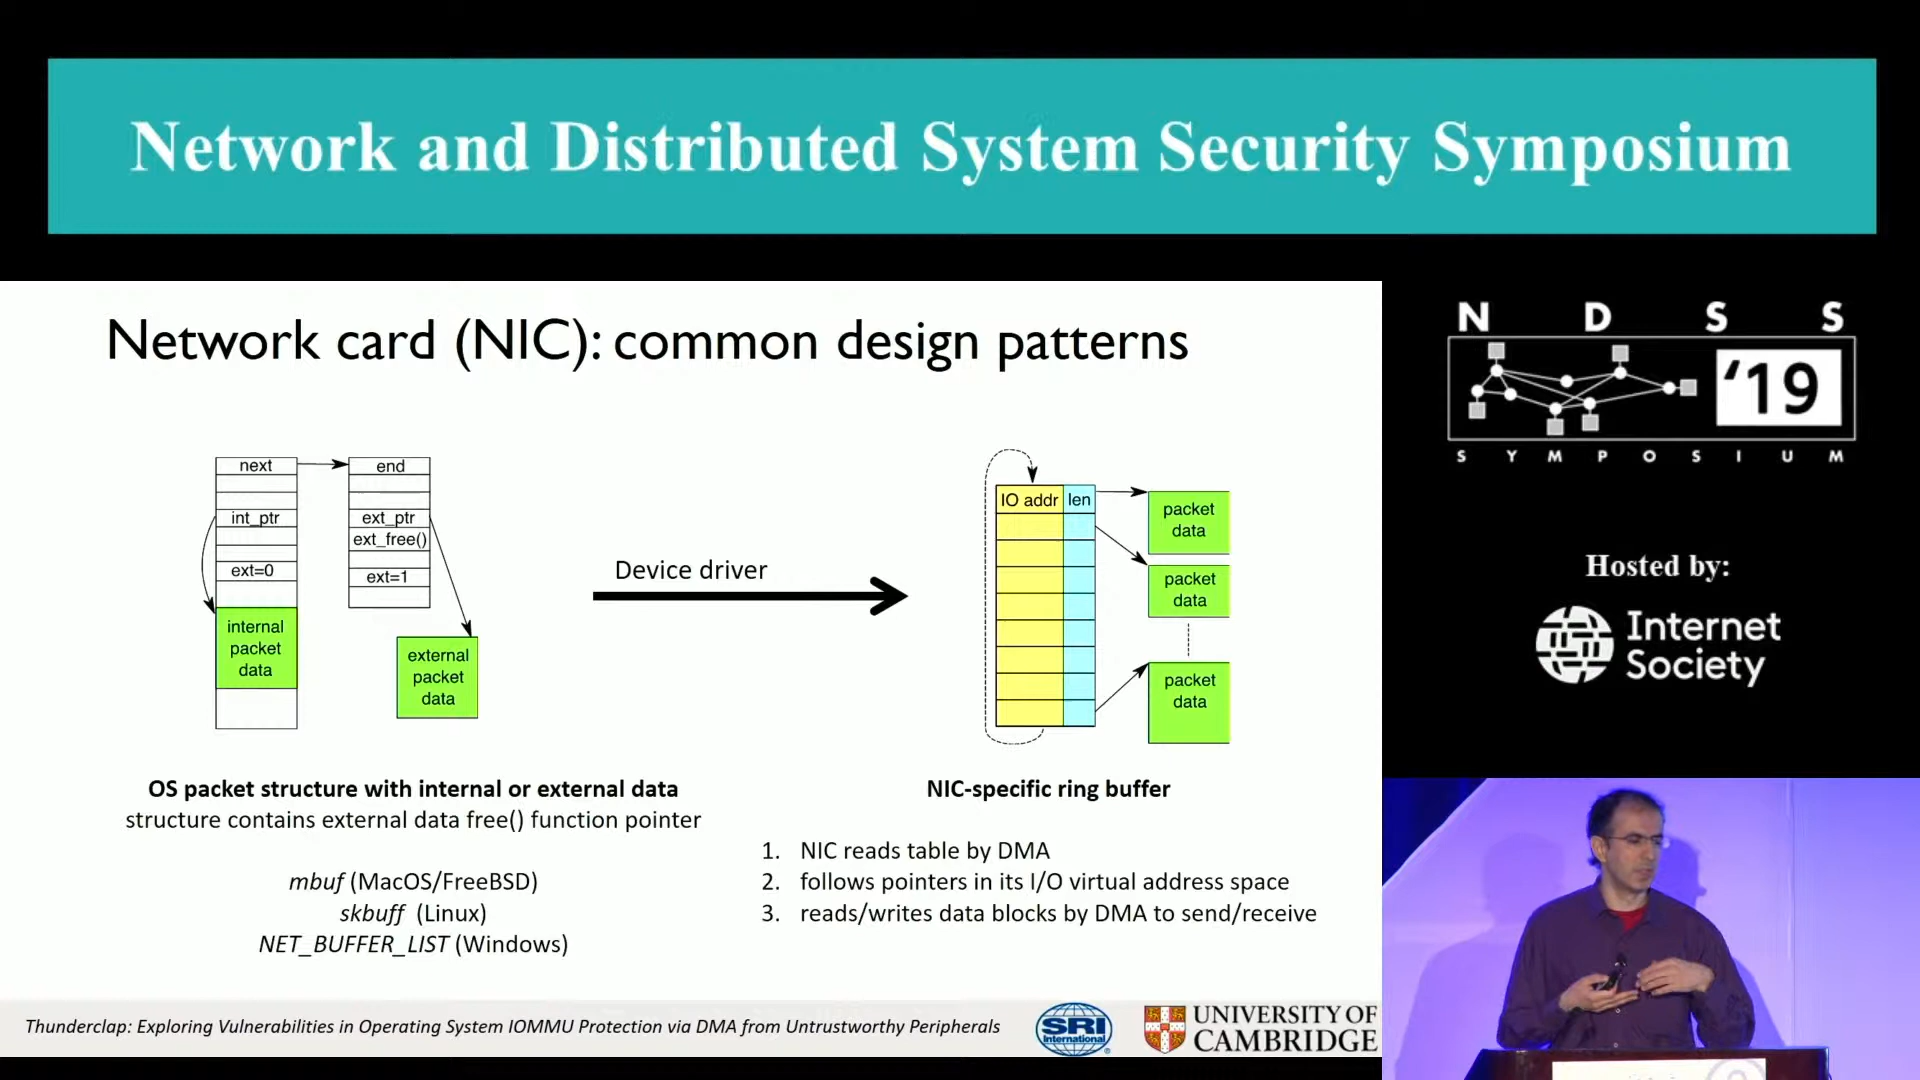 Network and Distributed System Security Symposium
Network card (NIC): common design patterns
next
int_ptr
ext=0
internal
packet
data
end
ext_ptr
ext_free()
ext=1
external
packet
data
Device driver
IO addr
len
packet
data
packet
data
packet
data
OS packet structure with internal or external data
structure contains external data free() function pointer
mbuf (MacOS/FreeBSD)
skbuff (Linux)
NET_BUFFER_LIST (Windows)
NIC-specific ring buffer
1. NIC reads table by DMA
2. follows pointers in its I/O virtual address space
3. reads/writes data blocks by DMA to send/receive
Thunderclap: Exploring Vulnerabilities in Operating System IOMMU Protection via DMA from Untrustworthy Peripherals
SRI
International
UNIVERSITY OF
CAMBRIDGE
N D S S
'19
S Y M P O S I U M
Hosted by:
Internet
Society